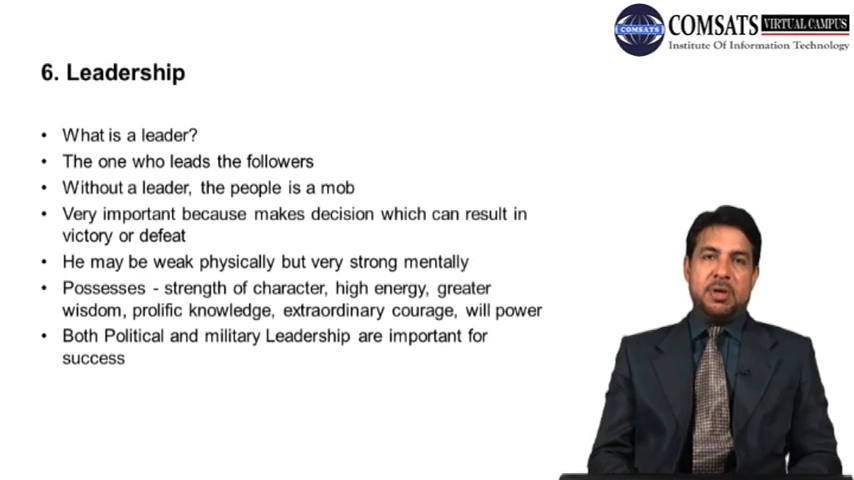 COMSATS VIRTUAL CAMPUS
COMSATS
Institute Of Information Technology
6. Leadership
• What is a leader?
• The one who leads the followers
• Without a leader, the people is a mob
• Very important because makes decision which can result in
victory or defeat
• He may be weak physically but very strong mentally
• Possesses - strength of character, high energy, greater
wisdom, prolific knowledge, extraordinary courage, will power
• Both Political and military Leadership are important for
success